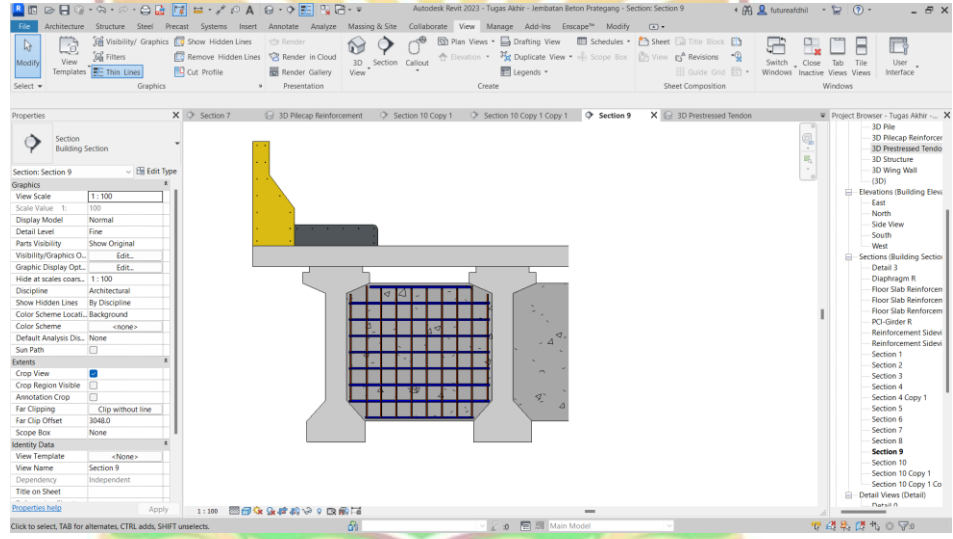 Autodesk Revit 2023 - Tugas Akhir - Jembatan Beton Prategang - Section: Section 9
futureafdhil
File Architecture Structure Steel Precast Systems Insert Annotate Analyze Massing & Site Collaborate View Manage Add-Ins Enscape™ Modify
Modify
View Templates
Visibility/ Graphics
Filters
Thin Lines
Show Hidden Lines
Remove Hidden Lines
Cut Profile
Render
Render in Cloud
Render Gallery
3D View
Section
Callout
Plan Views
Elevation
Drafting View
Duplicate View
Legends
Schedules
Scope Box
Sheet
View
Title Block
Revisions
Guide Grid
Switch Windows
Close Inactive
Tab Views
Tile Views
User Interface
Select Graphics Presentation Create Sheet Composition Windows
Properties
Section 7
3D Pilecap Reinforcement
Section 10 Copy 1
Section 10 Copy 1 Copy 1
Section 9
3D Prestressed Tendon
Project Browser - Tugas Akhir -...
Section
Building Section
Section: Section 9
Edit Type
Graphics
View Scale 1 : 100
Scale Value 1: 100
Display Model Normal
Detail Level Fine
Parts Visibility Show Original
Visibility/Graphics O... Edit...
Graphic Display Opt... Edit...
Hide at scales coars... 1 : 100
Discipline Architectural
Show Hidden Lines By Discipline
Color Scheme Locati... Background
Color Scheme <none>
Default Analysis Dis... None
Sun Path
Extents
Crop View
Crop Region Visible
Annotation Crop
Far Clipping Clip without line
Far Clip Offset 3048.0
Scope Box None
Identity Data
View Template <None>
View Name Section 9
Dependency Independent
Title on Sheet
Properties help
Apply
3D Pile
3D Pilecap Reinforcer
3D Prestressed Tendo
3D Structure
3D Wing Wall
(3D)
Elevations (Building Eleva
East
North
Side View
South
West
Sections (Building Section
Detail 3
Diaphragm R
Floor Slab Reinforcen
Floor Slab Reinforcen
Floor Slab Renforcem
PCI-Girder R
Reinforcement Sidevi
Reinforcement Sidevi
Section 1
Section 2
Section 3
Section 4
Section 4 Copy 1
Section 5
Section 6
Section 7
Section 8
Section 9
Section 10
Section 10 Copy 1
Section 10 Copy 1 Co
Detail Views (Detail)
Detail 0
1 : 100
Click to select, TAB for alternates, CTRL adds, SHIFT unselects.
:0
Main Model
:0